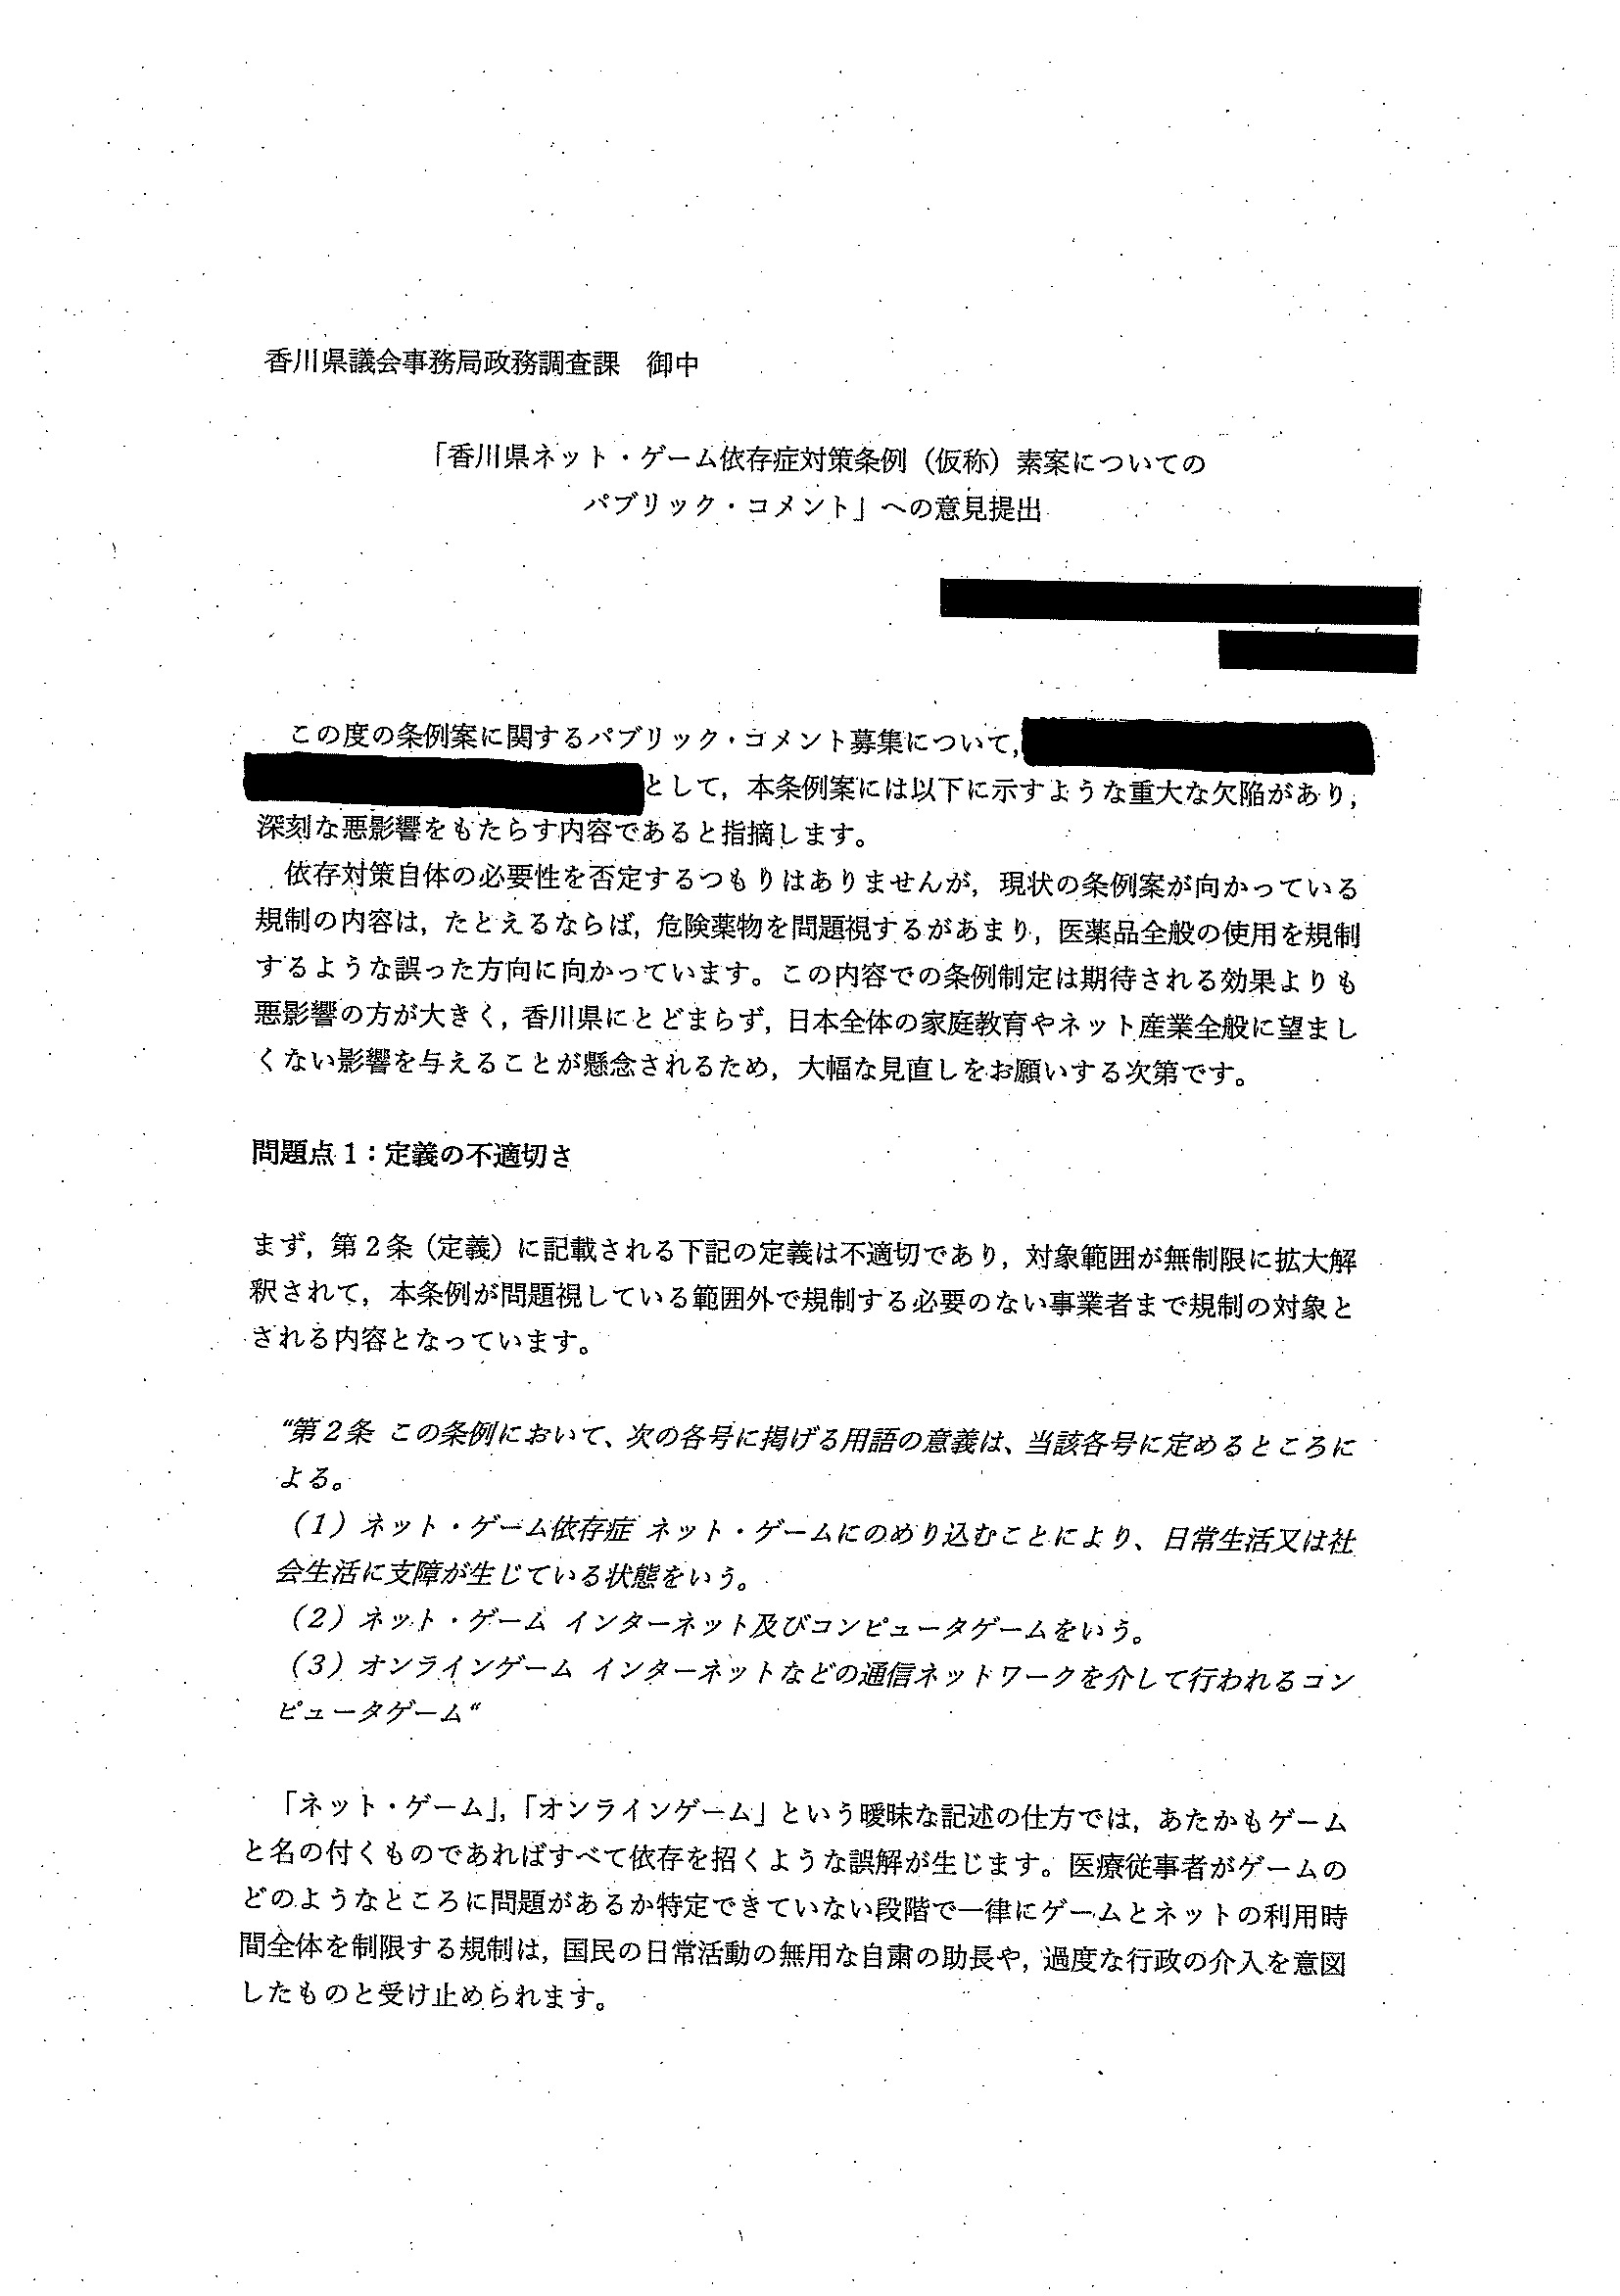 香川県議会事務局政務調査課　御中
「香川県ネット・ゲーム依存症対策条例（仮称）素案についての
パブリック・コメント」への意見提出
この度の条例案に関するパブリック・コメント募集について，
として，本条例案には以下に示すような重大な欠陥があり，
深刻な悪影響をもたらす内容であると指摘します。
依存対策自体の必要性を否定するつもりはありませんが，現状の条例案が向かっている
規制の内容は，たとえるならば，危険薬物を問題視するがあまり，医薬品全般の使用を規制
するような誤った方向に向かっています。この内容での条例制定は期待される効果よりも
悪影響の方が大きく，香川県にとどまらず，日本全体の家庭教育やネット産業全般に望まし
くない影響を与えることが懸念されるため，大幅な見直しをお願いする次第です。
問題点１：定義の不適切さ
まず，第２条（定義）に記載される下記の定義は不適切であり，対象範囲が無制限に拡大解
釈されて，本条例が問題視している範囲外で規制する必要のない事業者まで規制の対象と
される内容となっています。
“第２条 この条例において、次の各号に掲げる用語の意義は、当該各号に定めるところに
よる。
（1）ネット・ゲーム依存症 ネット・ゲームにのめり込むことにより、日常生活又は社
会生活に支障が生じている状態をいう。
（2）ネット・ゲーム インターネット及びコンピュータゲームをいう。
（3）オンラインゲーム インターネットなどの通信ネットワークを介して行われるコン
ピュータゲーム“
「ネット・ゲーム」，「オンラインゲーム」という曖昧な記述の仕方では，あたかもゲーム
と名の付くものであればすべて依存を招くような誤解が生じます。医療従事者がゲームの
どのようなところに問題があるか特定できていない段階で一律にゲームとネットの利用時
間全体を制限する規制は，国民の日常活動の無用な自粛の助長や，過度な行政の介入を意図
したものと受け止められます。